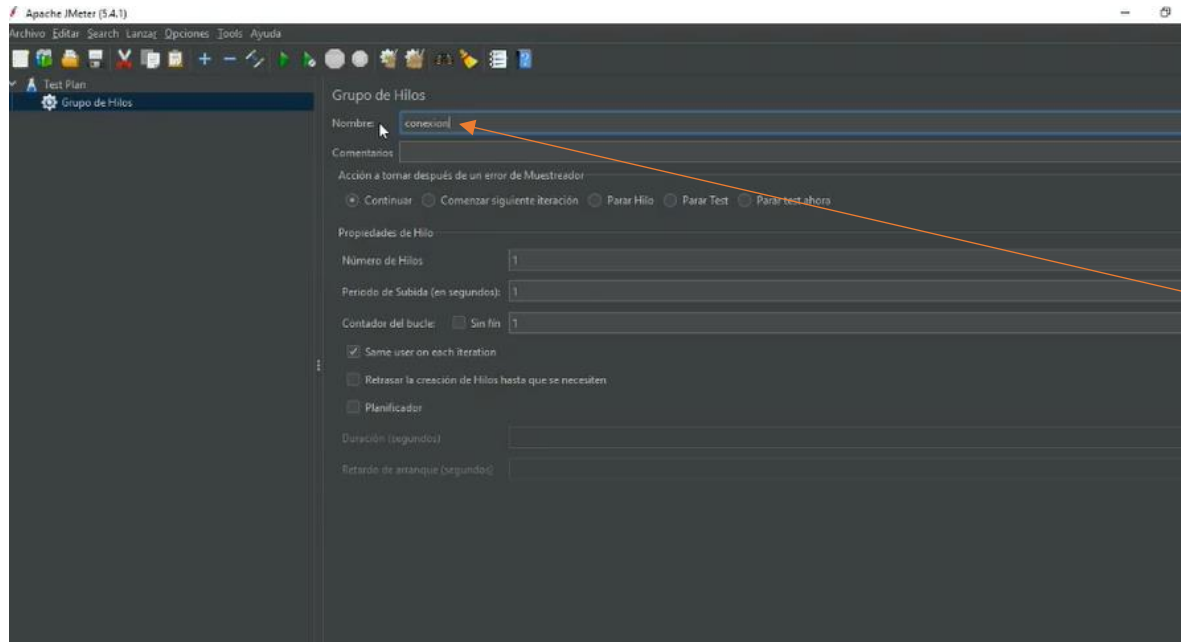 Apache JMeter (5.4.1)
Archivo Editar Search Lanzar Opciones Tools Ayuda
Test Plan
Grupo de Hilos
Grupo de Hilos
Nombre: conexion
Comentarios
Acción a tomar después de un error de Muestreador
Continuar Comenzar siguiente iteración Parar Hilo Parar Test Parar test ahora
Propiedades de Hilo
Número de Hilos 1
Periodo de Subida (en segundos): 1
Contador del bucle: Sin fín 1
Same user on each iteration
Retrasar la creación de Hilos hasta que se necesiten
Planificador
Duración (segundos)
Retardo de arranque (segundos)